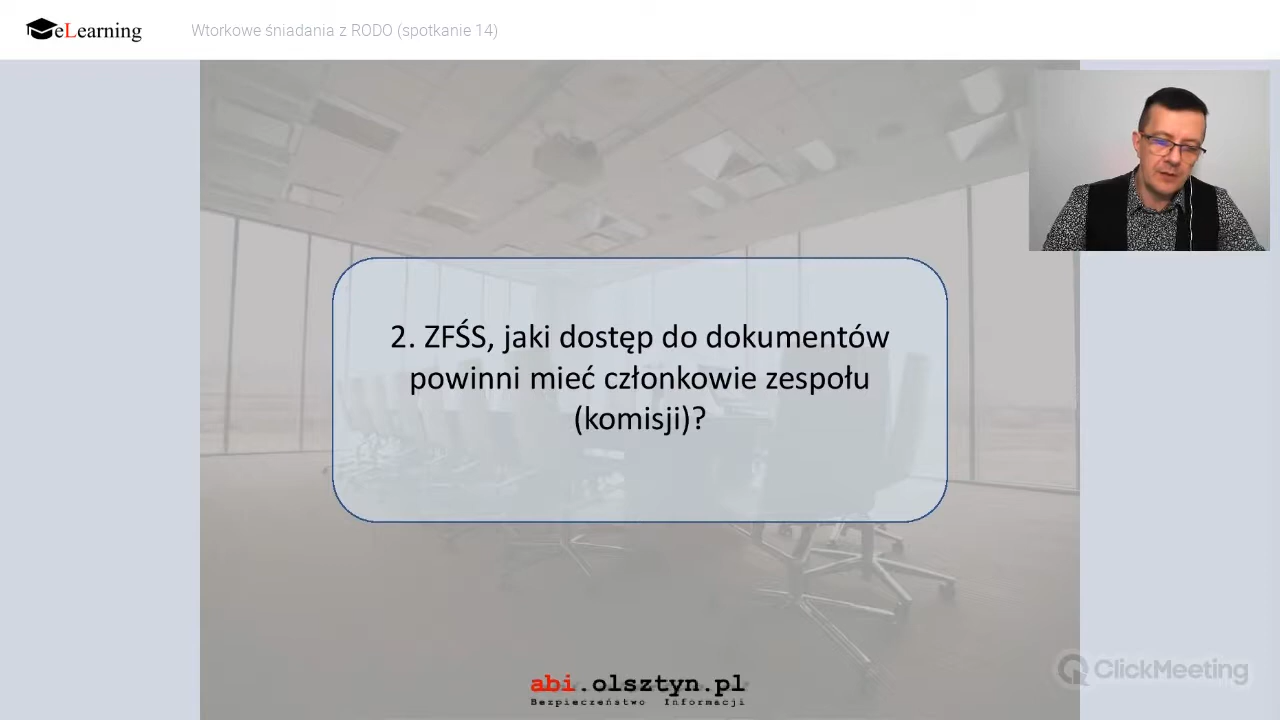 eLearning
Wtorkowe śniadania z RODO (spotkanie 14)
2. ZFŚS, jaki dostęp do dokumentów
powinni mieć członkowie zespołu
(komisji)?
abi.olsztyn.pl
Bezpieczeństwo Informacji
ClickMeeting